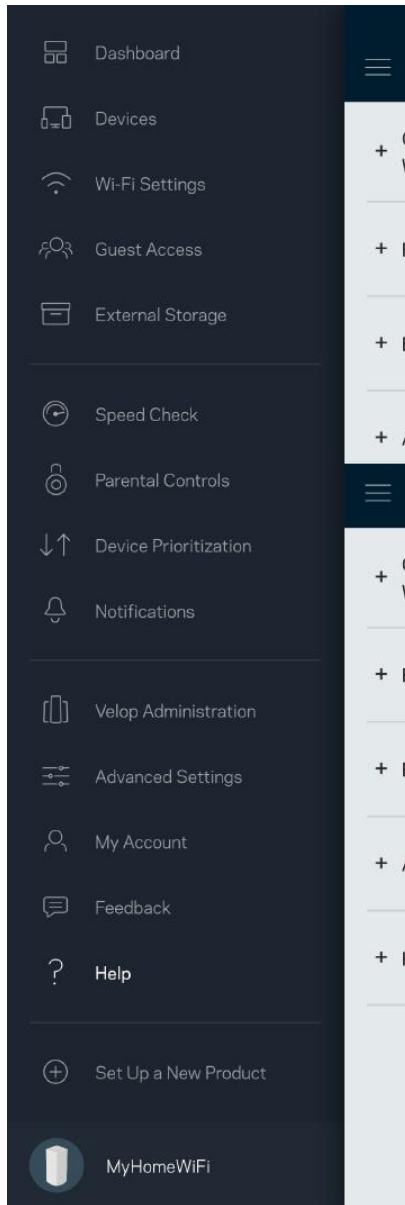 Dashboard
Devices
Wi-Fi Settings
Guest Access
External Storage
Speed Check
Parental Controls
Device Prioritization
Notifications
Velop Administration
Advanced Settings
My Account
Feedback
? Help
Set Up a New Product
MyHomeWiFi